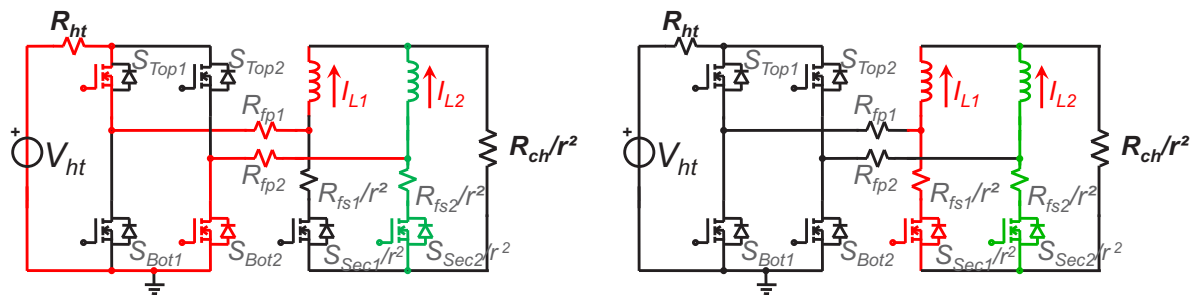 R_ht
S_Top1
S_Top2
I_L1
I_L2
R_fp1
+
V_ht
R_fp2
R_ch/r²
R_fs1/r²
R_fs2/r²
S_Bot1
S_Bot2
S_Sec1/r²
S_Sec2/r²
R_ht
S_Top1
S_Top2
I_L1
I_L2
R_fp1
+
V_ht
R_fp2
R_ch/r²
R_fs1/r²
R_fs2/r²
S_Bot1
S_Bot2
S_Sec1/r²
S_Sec2/r²